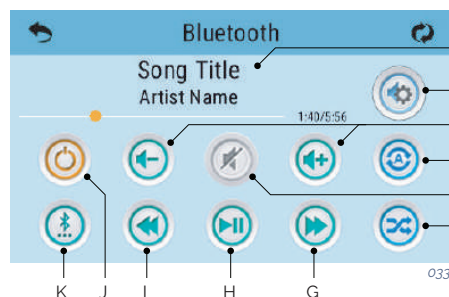 Bluetooth
Song Title
Artist Name
1:40/5:56
A
033
K J I H G